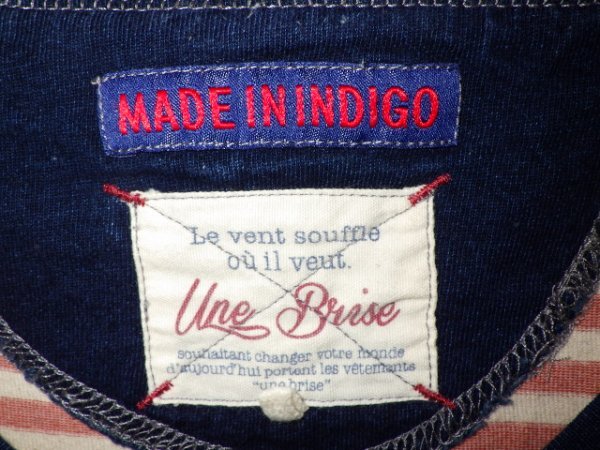 MADE IN INDIGO
Le vent souffle
où il veut.
Une Brise
souhaitant changer votre monde
d'aujourd'hui portent les vêtements
"une brise"